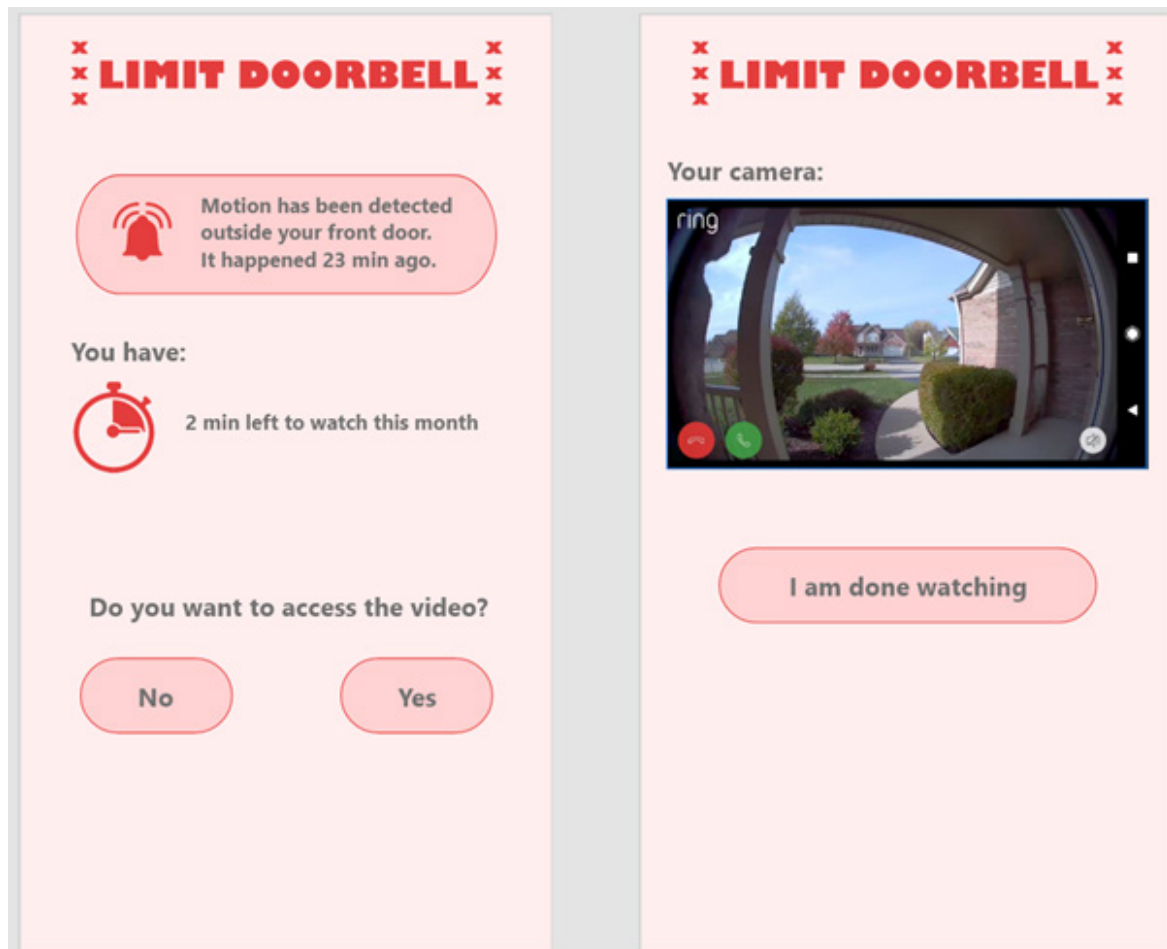 LIMIT DOORBELL
Motion has been detected
outside your front door.
It happened 23 min ago.
You have:
2 min left to watch this month
Do you want to access the video?
No
Yes
LIMIT DOORBELL
Your camera:
ring
I am done watching